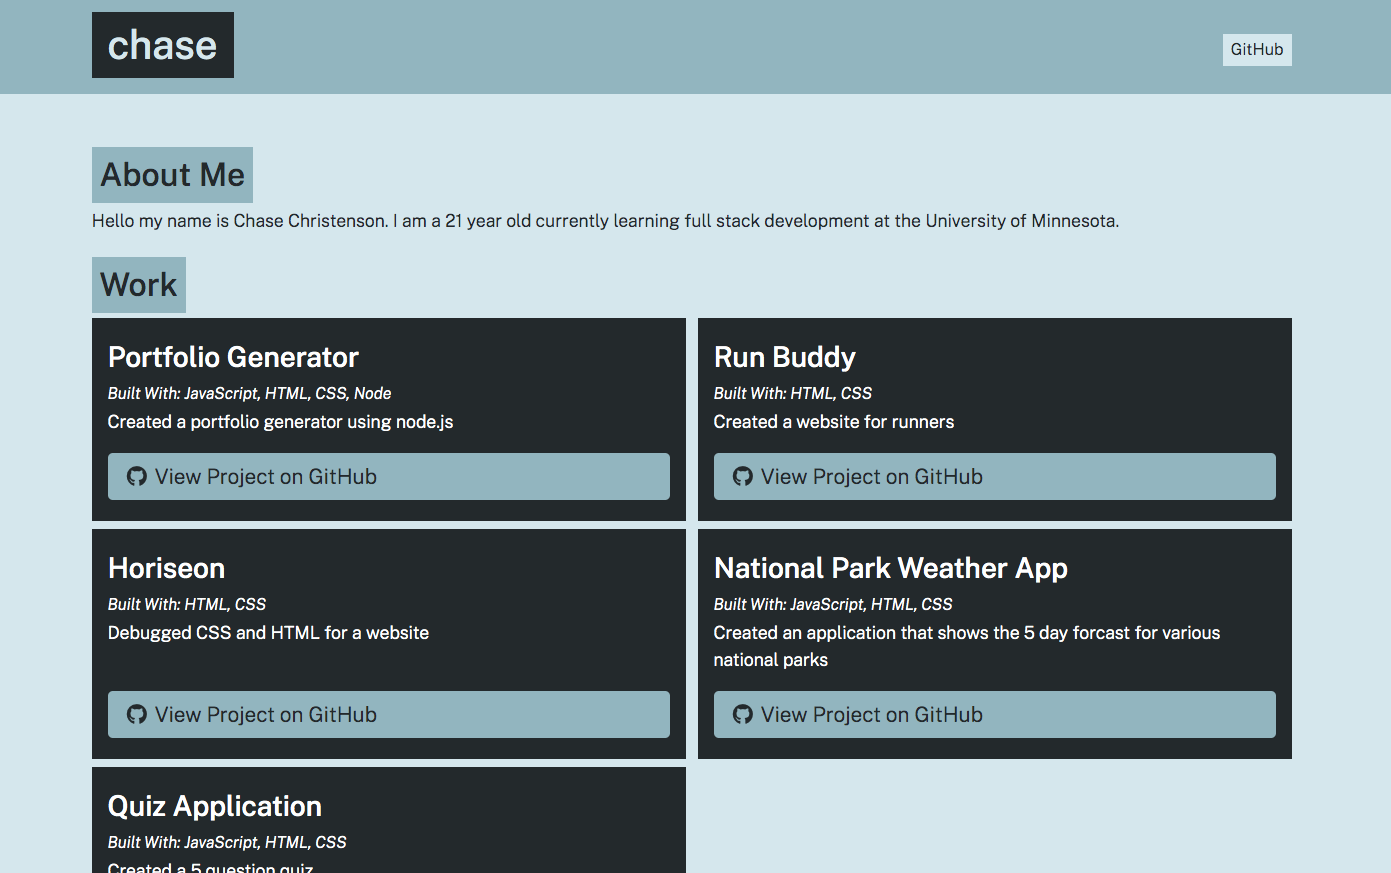 chase
GitHub
About Me
Hello my name is Chase Christenson. I am a 21 year old currently learning full stack development at the University of Minnesota.
Work
Portfolio Generator
Built With: JavaScript, HTML, CSS, Node
Created a portfolio generator using node.js
View Project on GitHub
Run Buddy
Built With: HTML, CSS
Created a website for runners
View Project on GitHub
Horiseon
Built With: HTML, CSS
Debugged CSS and HTML for a website
View Project on GitHub
National Park Weather App
Built With: JavaScript, HTML, CSS
Created an application that shows the 5 day forcast for various
national parks
View Project on GitHub
Quiz Application
Built With: JavaScript, HTML, CSS
Created a 5 question quiz